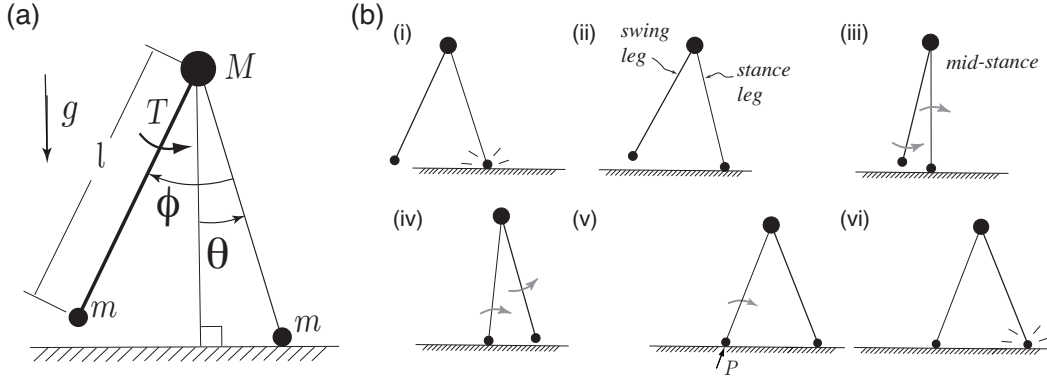 (a)
M
g
T
l
ϕ
θ
m
m
(b)
(i)
(ii)
swing
leg
stance
leg
(iii)
mid-stance
(iv)
(v)
P
(vi)